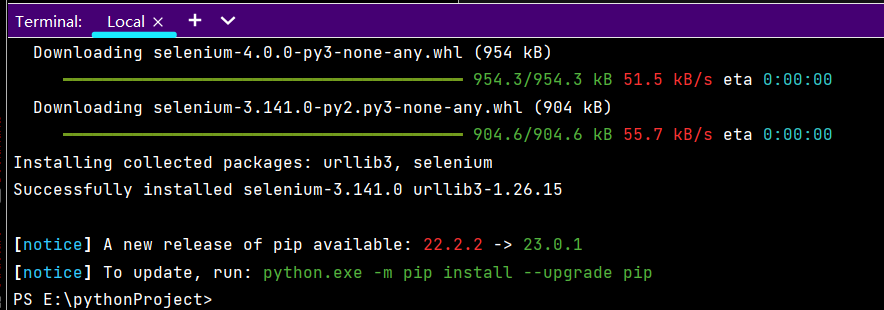 Terminal: Local × +
Downloading selenium-4.0.0-py3-none-any.whl (954 kB)
954.3/954.3 kB 51.5 kB/s eta 0:00:00
Downloading selenium-3.141.0-py2.py3-none-any.whl (904 kB)
904.6/904.6 kB 55.7 kB/s eta 0:00:00
Installing collected packages: urllib3, selenium
Successfully installed selenium-3.141.0 urllib3-1.26.15
[notice] A new release of pip available: 22.2.2 -> 23.0.1
[notice] To update, run: python.exe -m pip install --upgrade pip
PS E:\pythonProject>